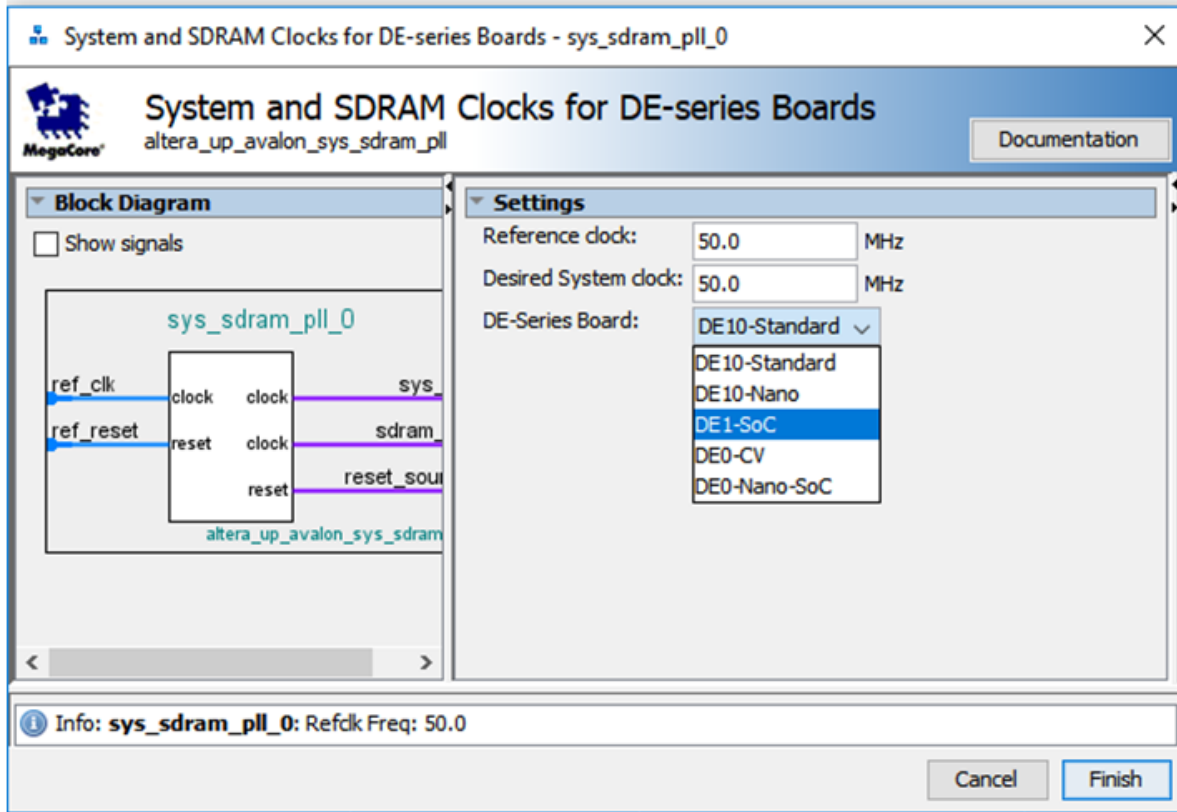 System and SDRAM Clocks for DE-series Boards - sys_sdram_pll_0
MegaCore®
System and SDRAM Clocks for DE-series Boards
altera_up_avalon_sys_sdram_pll
Documentation
Block Diagram
Show signals
sys_sdram_pll_0
ref_clk
clock
clock
sys_
ref_reset
reset
clock
sdram_
reset
reset_sour
altera_up_avalon_sys_sdram
Settings
Reference clock: 50.0 MHz
Desired System clock: 50.0 MHz
DE-Series Board: DE10-Standard
DE10-Standard
DE10-Nano
DE1-SoC
DE0-CV
DE0-Nano-SoC
Info: sys_sdram_pll_0: Refclk Freq: 50.0
Cancel
Finish